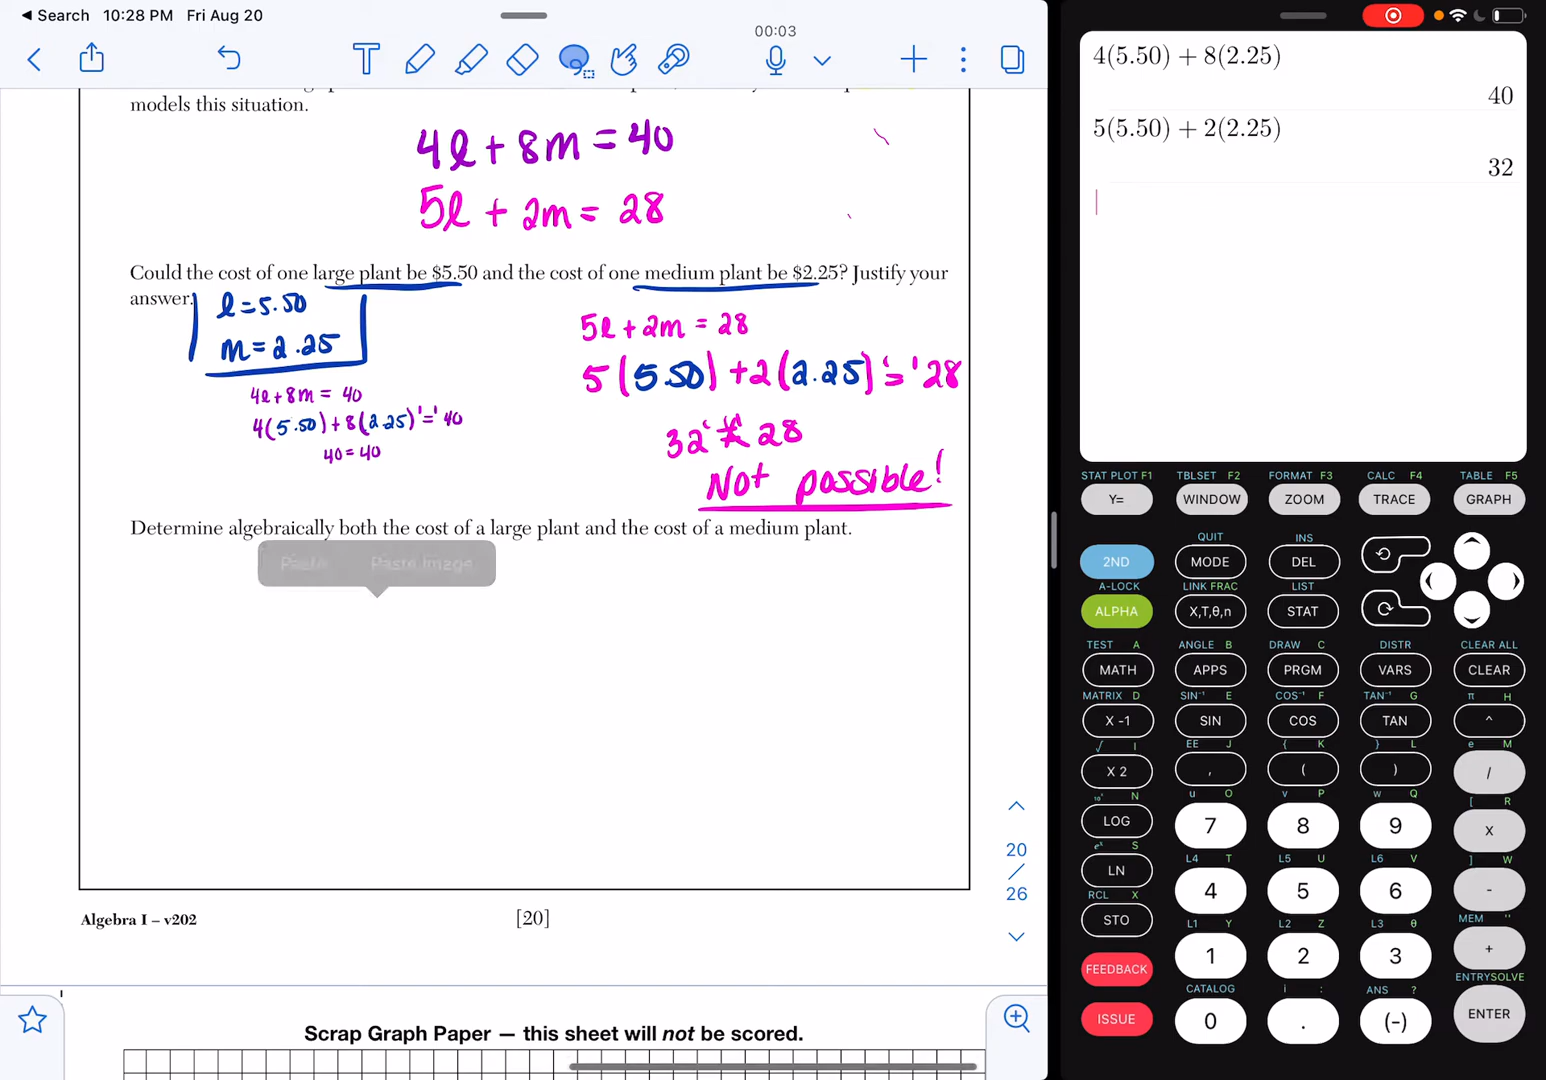 Search 10:28 PM Fri Aug 20
00:03
models this situation.
4l + 8m = 40
5l + 2m = 28
Could the cost of one large plant be $5.50 and the cost of one medium plant be $2.25? Justify your
answer.
l = 5.50
m = 2.25
4l + 8m = 40
4(5.50) + 8(2.25) '=' 40
40 = 40
5l + 2m = 28
5(5.50) + 2(2.25) '=' 28
32 ≠ 28
Not possible!
Determine algebraically both the cost of a large plant and the cost of a medium plant.
Paste Paste Image
20
/
26
Algebra I – v202 [20]
Scrap Graph Paper — this sheet will not be scored.
4(5.50) + 8(2.25)
40
5(5.50) + 2(2.25)
32
STAT PLOT F1 TBLSET F2 FORMAT F3 CALC F4 TABLE F5
Y= WINDOW ZOOM TRACE GRAPH
QUIT INS
2ND MODE DEL
A-LOCK LINK FRAC LIST
ALPHA X,T,θ,n STAT
TEST A ANGLE B DRAW C DISTR CLEAR ALL
MATH APPS PRGM VARS CLEAR
MATRIX D SIN⁻¹ E COS⁻¹ F TAN⁻¹ G π H
X -1 SIN COS TAN ^
√ I EE J { K } L e M
X 2 , ( ) /
10ˣ N u O v P w Q [ R
LOG 7 8 9 X
eˣ S L4 T L5 U L6 V ] W
LN 4 5 6 -
RCL X L1 Y L2 Z L3 θ MEM "
STO 1 2 3 +
FEEDBACK
CATALOG i : ANS ? ENTRY SOLVE
ISSUE 0 . (-) ENTER